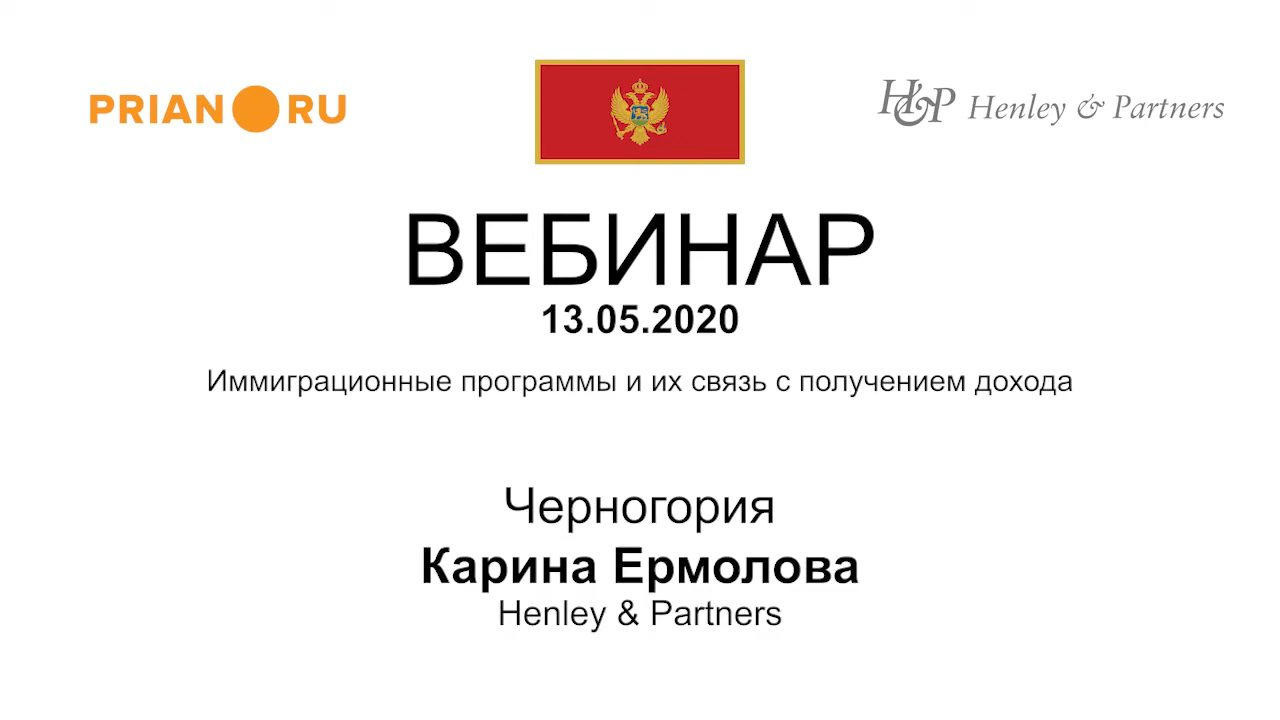 PRIAN RU
H&P Henley & Partners
ВЕБИНАР
13.05.2020
Иммиграционные программы и их связь с получением дохода
Черногория
Карина Ермолова
Henley & Partners